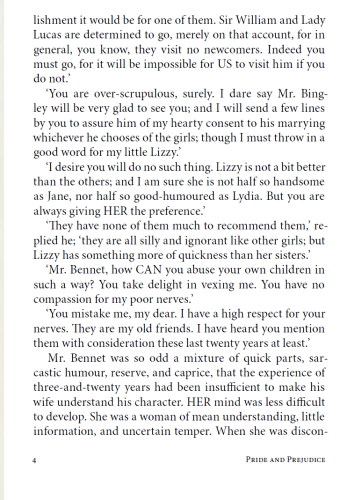 lishment it would be for one of them. Sir William and Lady
Lucas are determined to go, merely on that account, for in
general, you know, they visit no newcomers. Indeed you
must go, for it will be impossible for US to visit him if you
do not.’
‘You are over-scrupulous, surely. I dare say Mr. Bing-
ley will be very glad to see you; and I will send a few lines
by you to assure him of my hearty consent to his marrying
whichever he chooses of the girls; though I must throw in a
good word for my little Lizzy.’
‘I desire you will do no such thing. Lizzy is not a bit better
than the others; and I am sure she is not half so handsome
as Jane, nor half so good-humoured as Lydia. But you are
always giving HER the preference.’
‘They have none of them much to recommend them,’ re-
plied he; ‘they are all silly and ignorant like other girls; but
Lizzy has something more of quickness than her sisters.’
‘Mr. Bennet, how CAN you abuse your own children in
such a way? You take delight in vexing me. You have no
compassion for my poor nerves.’
‘You mistake me, my dear. I have a high respect for your
nerves. They are my old friends. I have heard you mention
them with consideration these last twenty years at least.’
Mr. Bennet was so odd a mixture of quick parts, sar-
castic humour, reserve, and caprice, that the experience of
three-and-twenty years had been insufficient to make his
wife understand his character. HER mind was less difficult
to develop. She was a woman of mean understanding, little
information, and uncertain temper. When she was discon-
4 Pride and Prejudice